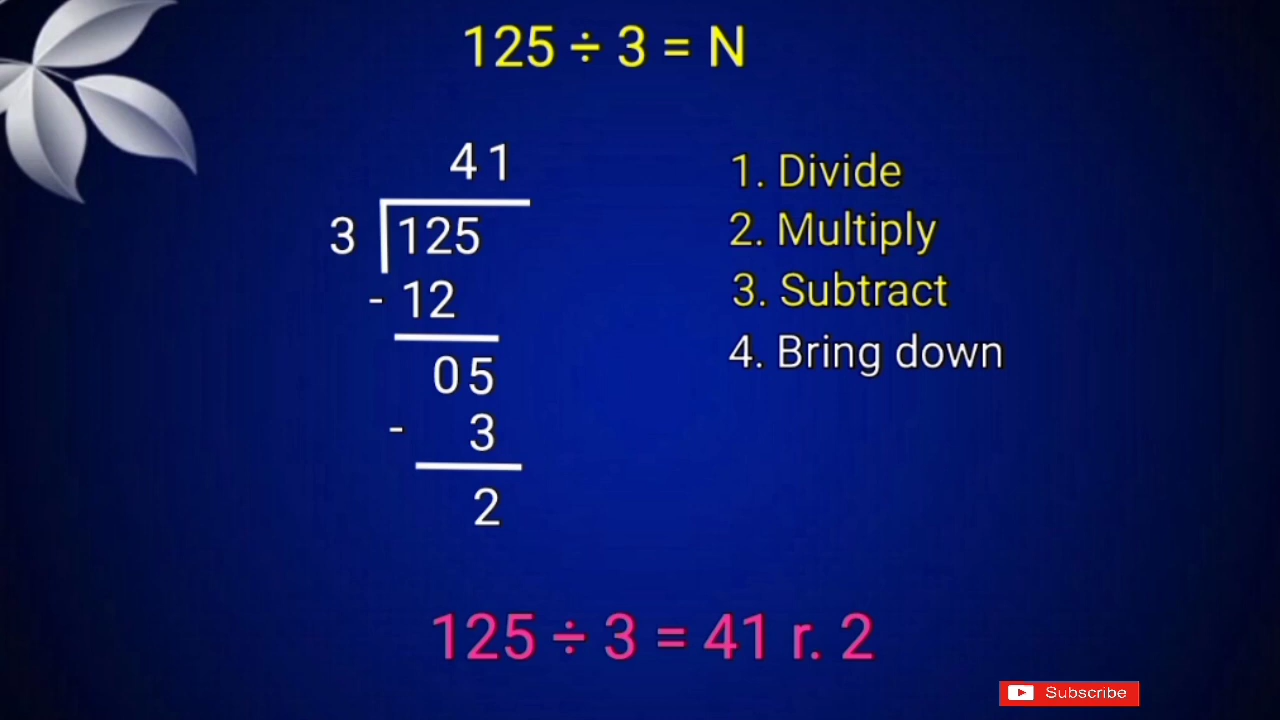 125 ÷ 3 = N
41
3 125
- 12
05
- 3
2
1. Divide
2. Multiply
3. Subtract
4. Bring down
125 ÷ 3 = 41 r. 2
Subscribe